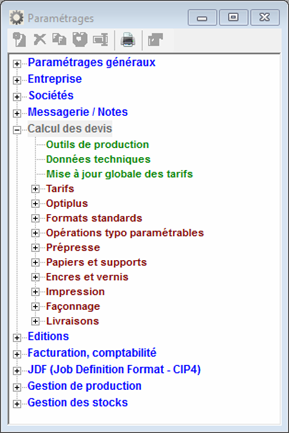 Paramétrages
Paramétrages généraux
Entreprise
Sociétés
Messagerie / Notes
Calcul des devis
Outils de production
Données techniques
Mise à jour globale des tarifs
Tarifs
Optiplus
Formats standards
Opérations typo paramétrables
Prépresse
Papiers et supports
Encres et vernis
Impression
Façonnage
Livraisons
Editions
Facturation, comptabilité
JDF (Job Definition Format - CIP4)
Gestion de production
Gestion des stocks